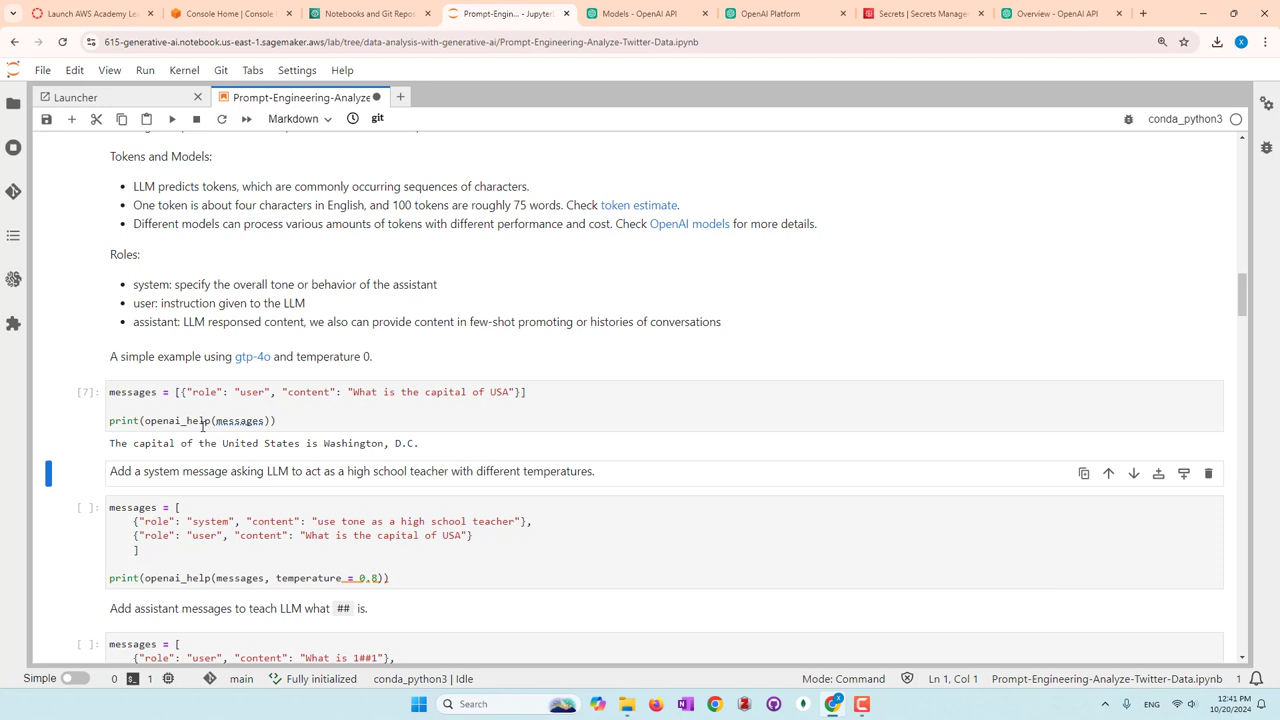 Launch AWS Academy Lea
Console Home | Console
Notebooks and Git Repos
Prompt-Engin... - Jupyter
Models - OpenAI API
OpenAI Platform
Secrets | Secrets Manage
Overview - OpenAI API
615-generative-ai.notebook.us-east-1.sagemaker.aws/lab/tree/data-analysis-with-generative-ai/Prompt-Engineering-Analyze-Twitter-Data.ipynb
File Edit View Run Kernel Git Tabs Settings Help
Launcher
Prompt-Engineering-Analyze
Markdown
git
conda_python3
Tokens and Models:
• LLM predicts tokens, which are commonly occurring sequences of characters.
• One token is about four characters in English, and 100 tokens are roughly 75 words. Check token estimate.
• Different models can process various amounts of tokens with different performance and cost. Check OpenAI models for more details.
Roles:
• system: specify the overall tone or behavior of the assistant
• user: instruction given to the LLM
• assistant: LLM responsed content, we also can provide content in few-shot promoting or histories of conversations
A simple example using gtp-4o and temperature 0.
[7]: messages = [{"role": "user", "content": "What is the capital of USA"}]
print(openai_help(messages))
The capital of the United States is Washington, D.C.
Add a system message asking LLM to act as a high school teacher with different temperatures.
[ ]: messages = [
{"role": "system", "content": "use tone as a high school teacher"},
{"role": "user", "content": "What is the capital of USA"}
]
print(openai_help(messages, temperature = 0.8))
Add assistant messages to teach LLM what ## is.
[ ]: messages = [
{"role": "user", "content": "What is 1##1"},
Simple 0 1 main Fully initialized conda_python3 | Idle Mode: Command Ln 1, Col 1 Prompt-Engineering-Analyze-Twitter-Data.ipynb 1
Search
ENG
12:41 PM
10/20/2024